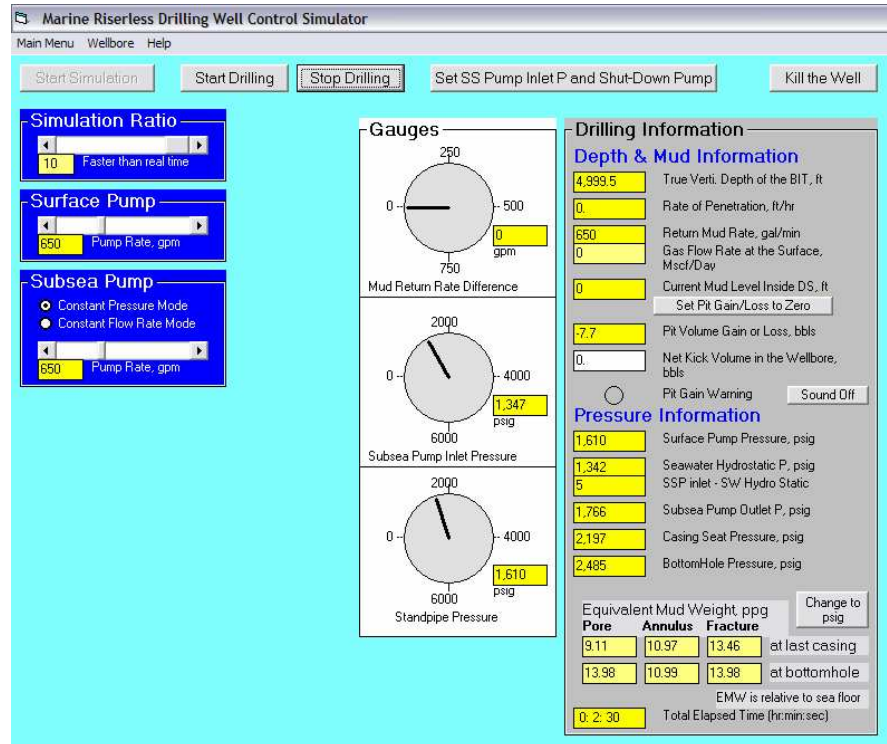 Marine Riserless Drilling Well Control Simulator
Main Menu Wellbore Help
Start Simulation Start Drilling Stop Drilling Set SS Pump Inlet P and Shut-Down Pump Kill the Well
Simulation Ratio
10 Faster than real time
Surface Pump
650 Pump Rate, gpm
Subsea Pump
Constant Pressure Mode
Constant Flow Rate Mode
650 Pump Rate, gpm
Gauges
250
0 500
0
gpm
750
Mud Return Rate Difference
2000
0 4000
1,347
psig
6000
Subsea Pump Inlet Pressure
2000
0 4000
1,610
psig
6000
Standpipe Pressure
Drilling Information
Depth & Mud Information
4,999.5 True Verti. Depth of the BIT, ft
0. Rate of Penetration, ft/hr
650 Return Mud Rate, gal/min
0 Gas Flow Rate at the Surface,
Mscf/Day
0 Current Mud Level Inside DS, ft
Set Pit Gain/Loss to Zero
-7.7 Pit Volume Gain or Loss, bbls
0. Net Kick Volume in the Wellbore,
bbls
Pit Gain Warning Sound Off
Pressure Information
1,610 Surface Pump Pressure, psig
1,342 Seawater Hydrostatic P, psig
5 SSP inlet - SW Hydro Static
1,766 Subsea Pump Outlet P, psig
2,197 Casing Seat Pressure, psig
2,485 BottomHole Pressure, psig
Equivalent Mud Weight, ppg Change to
psig
Pore Annulus Fracture
9.11 10.97 13.46 at last casing
13.98 10.99 13.98 at bottomhole
EMW is relative to sea floor
0: 2: 30 Total Elapsed Time (hr:min:sec)